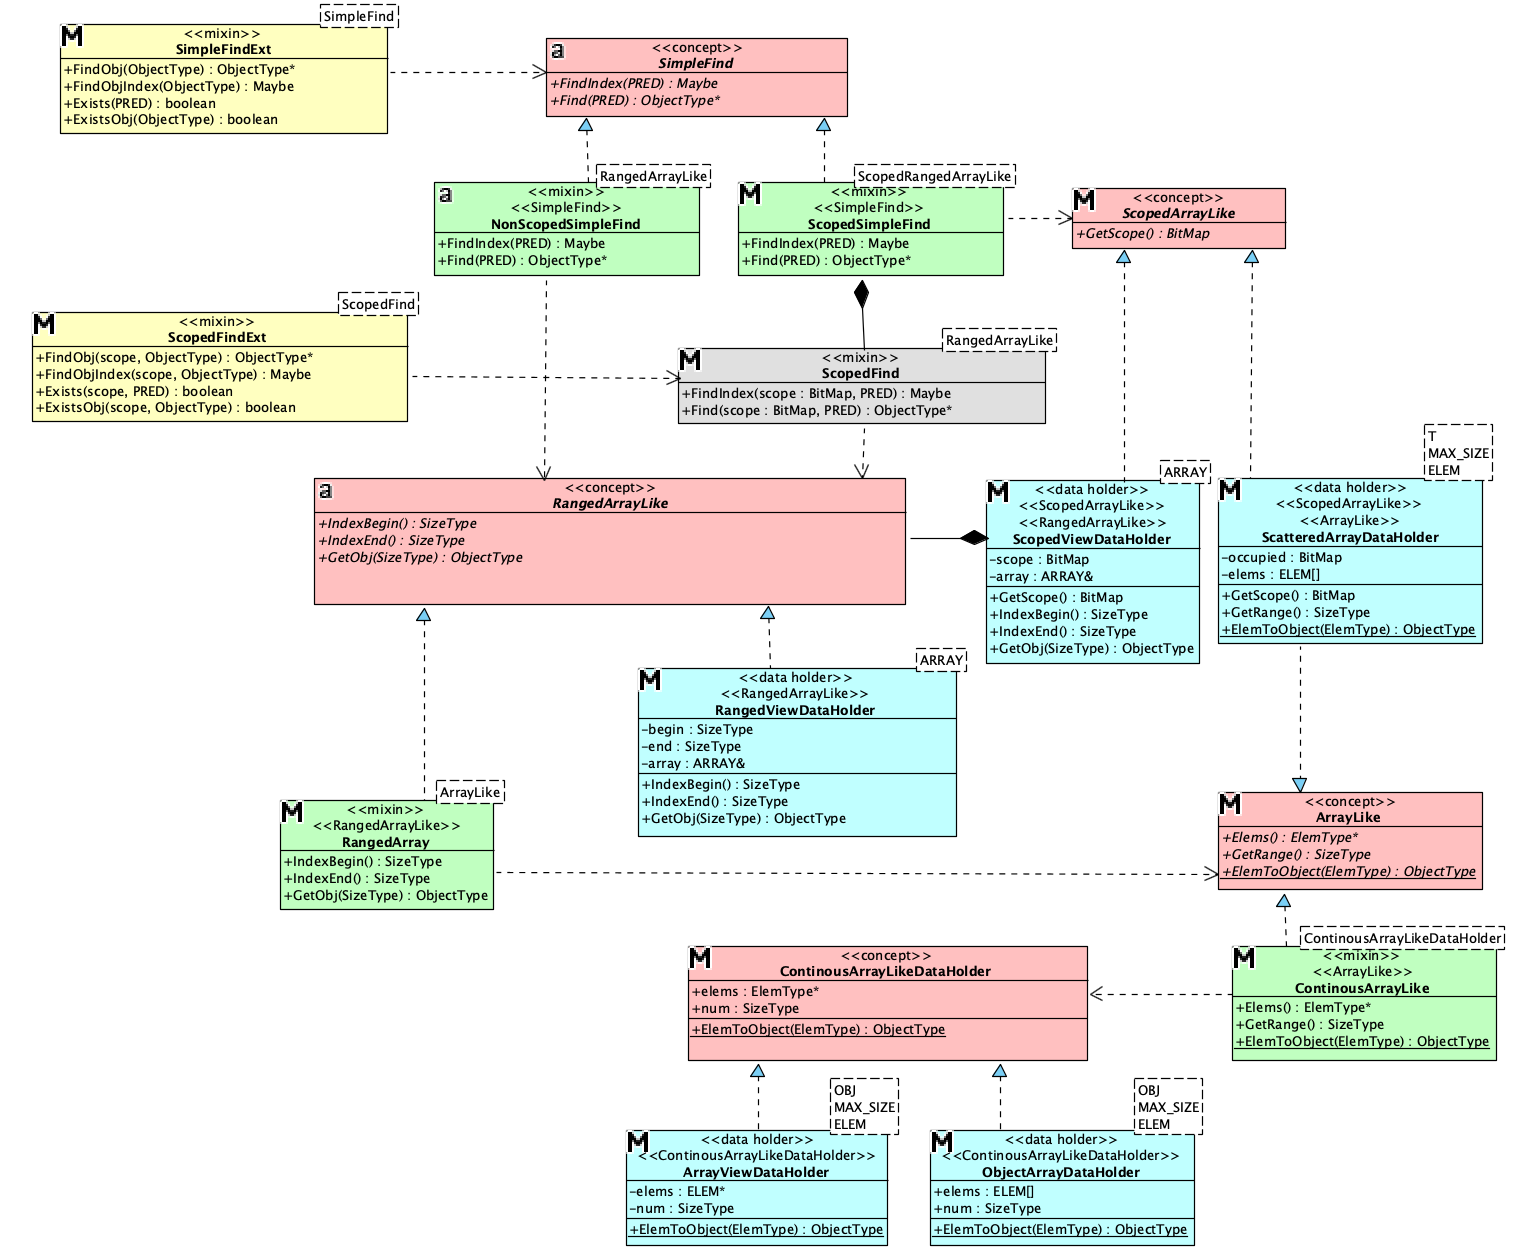 SimpleFind
<<mixin>>
SimpleFindExt
+FindObj(ObjectType) : ObjectType*
+FindObjIndex(ObjectType) : Maybe
+Exists(PRED) : boolean
+ExistsObj(ObjectType) : boolean
a
<<concept>>
SimpleFind
+FindIndex(PRED) : Maybe
+Find(PRED) : ObjectType*
RangedArrayLike
a
<<mixin>>
<<SimpleFind>>
NonScopedSimpleFind
+FindIndex(PRED) : Maybe
+Find(PRED) : ObjectType*
ScopedRangedArrayLike
M
<<mixin>>
<<SimpleFind>>
ScopedSimpleFind
+FindIndex(PRED) : Maybe
+Find(PRED) : ObjectType*
M
<<concept>>
ScopedArrayLike
+GetScope() : BitMap
ScopedFind
M
<<mixin>>
ScopedFindExt
+FindObj(scope, ObjectType) : ObjectType*
+FindObjIndex(scope, ObjectType) : Maybe
+Exists(scope, PRED) : boolean
+ExistsObj(scope, ObjectType) : boolean
RangedArrayLike
M
<<mixin>>
ScopedFind
+FindIndex(scope : BitMap, PRED) : Maybe
+Find(scope : BitMap, PRED) : ObjectType*
a
<<concept>>
RangedArrayLike
+IndexBegin() : SizeType
+IndexEnd() : SizeType
+GetObj(SizeType) : ObjectType
ARRAY
M
<<data holder>>
<<ScopedArrayLike>>
<<RangedArrayLike>>
ScopedViewDataHolder
-scope : BitMap
-array : ARRAY&
+GetScope() : BitMap
+IndexBegin() : SizeType
+IndexEnd() : SizeType
+GetObj(SizeType) : ObjectType
T
MAX_SIZE
ELEM
M
<<data holder>>
<<ScopedArrayLike>>
<<ArrayLike>>
ScatteredArrayDataHolder
-occupied : BitMap
-elems : ELEM[]
+GetScope() : BitMap
+GetRange() : SizeType
+ElemToObject(ElemType) : ObjectType
ARRAY
M
<<data holder>>
<<RangedArrayLike>>
RangedViewDataHolder
-begin : SizeType
-end : SizeType
-array : ARRAY&
+IndexBegin() : SizeType
+IndexEnd() : SizeType
+GetObj(SizeType) : ObjectType
ArrayLike
M
<<mixin>>
<<RangedArrayLike>>
RangedArray
+IndexBegin() : SizeType
+IndexEnd() : SizeType
+GetObj(SizeType) : ObjectType
M
<<concept>>
ArrayLike
+Elems() : ElemType*
+GetRange() : SizeType
+ElemToObject(ElemType) : ObjectType
M
<<concept>>
ContinousArrayLikeDataHolder
+elems : ElemType*
+num : SizeType
+ElemToObject(ElemType) : ObjectType
ContinousArrayLikeDataHolder
M
<<mixin>>
<<ArrayLike>>
ContinousArrayLike
+Elems() : ElemType*
+GetRange() : SizeType
+ElemToObject(ElemType) : ObjectType
OBJ
MAX_SIZE
ELEM
M
<<data holder>>
<<ContinousArrayLikeDataHolder>>
ArrayViewDataHolder
-elems : ELEM*
-num : SizeType
+ElemToObject(ElemType) : ObjectType
OBJ
MAX_SIZE
ELEM
M
<<data holder>>
<<ContinousArrayLikeDataHolder>>
ObjectArrayDataHolder
+elems : ELEM[]
+num : SizeType
+ElemToObject(ElemType) : ObjectType